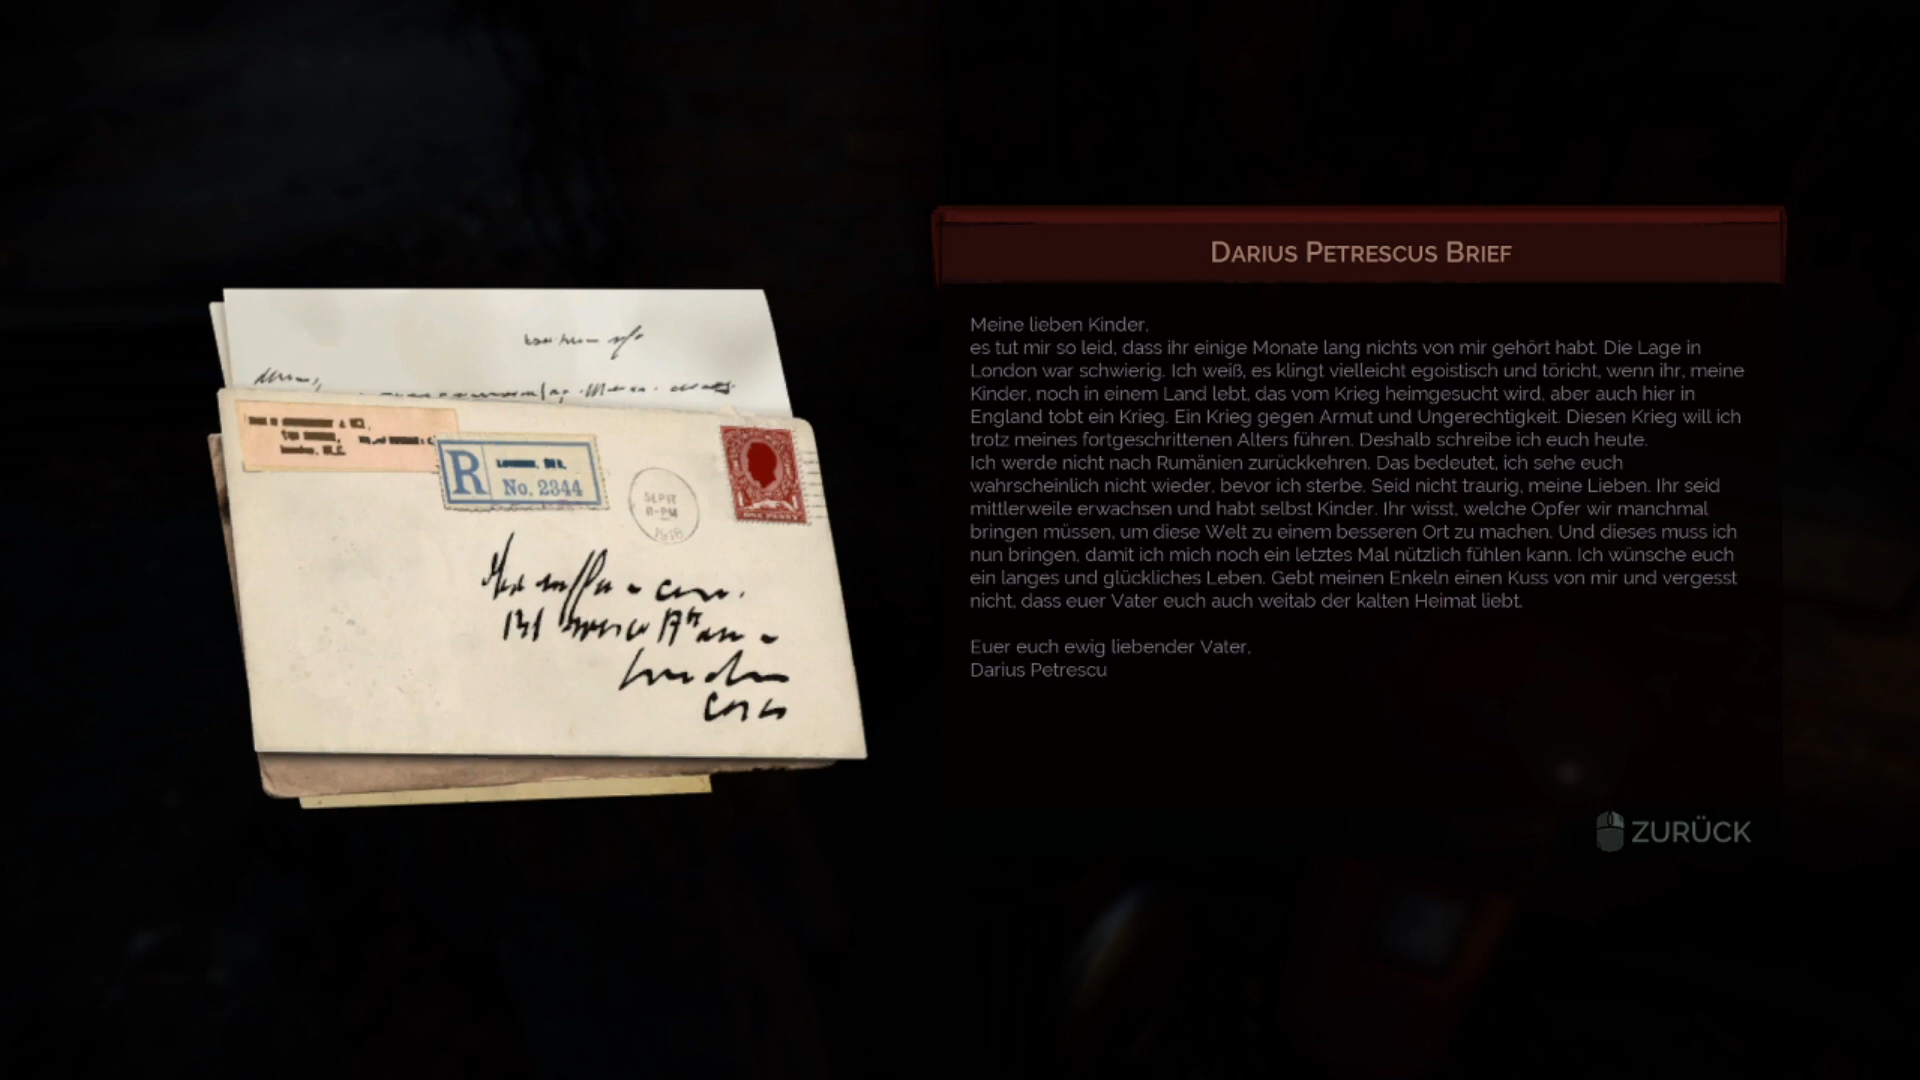 DARIUS PETRESCUS BRIEF
Meine lieben Kinder,
es tut mir so leid, dass ihr einige Monate lang nichts von mir gehört habt. Die Lage in
London war schwierig. Ich weiß, es klingt vielleicht egoistisch und töricht, wenn ihr, meine
Kinder, noch in einem Land lebt, das vom Krieg heimgesucht wird, aber auch hier in
England tobt ein Krieg. Ein Krieg gegen Armut und Ungerechtigkeit. Diesen Krieg will ich
trotz meines fortgeschrittenen Alters führen. Deshalb schreibe ich euch heute.
Ich werde nicht nach Rumänien zurückkehren. Das bedeutet, ich sehe euch
wahrscheinlich nicht wieder, bevor ich sterbe. Seid nicht traurig, meine Lieben. Ihr seid
mittlerweile erwachsen und habt selbst Kinder. Ihr wisst, welche Opfer wir manchmal
bringen müssen, um diese Welt zu einem besseren Ort zu machen. Und dieses muss ich
nun bringen, damit ich mich noch ein letztes Mal nützlich fühlen kann. Ich wünsche euch
ein langes und glückliches Leben. Gebt meinen Enkeln einen Kuss von mir und vergesst
nicht, dass euer Vater euch auch weitab der kalten Heimat liebt.
Euer euch ewig liebender Vater,
Darius Petrescu
ZURÜCK
R
No. 2344
1918
1 1
ONE PENNY